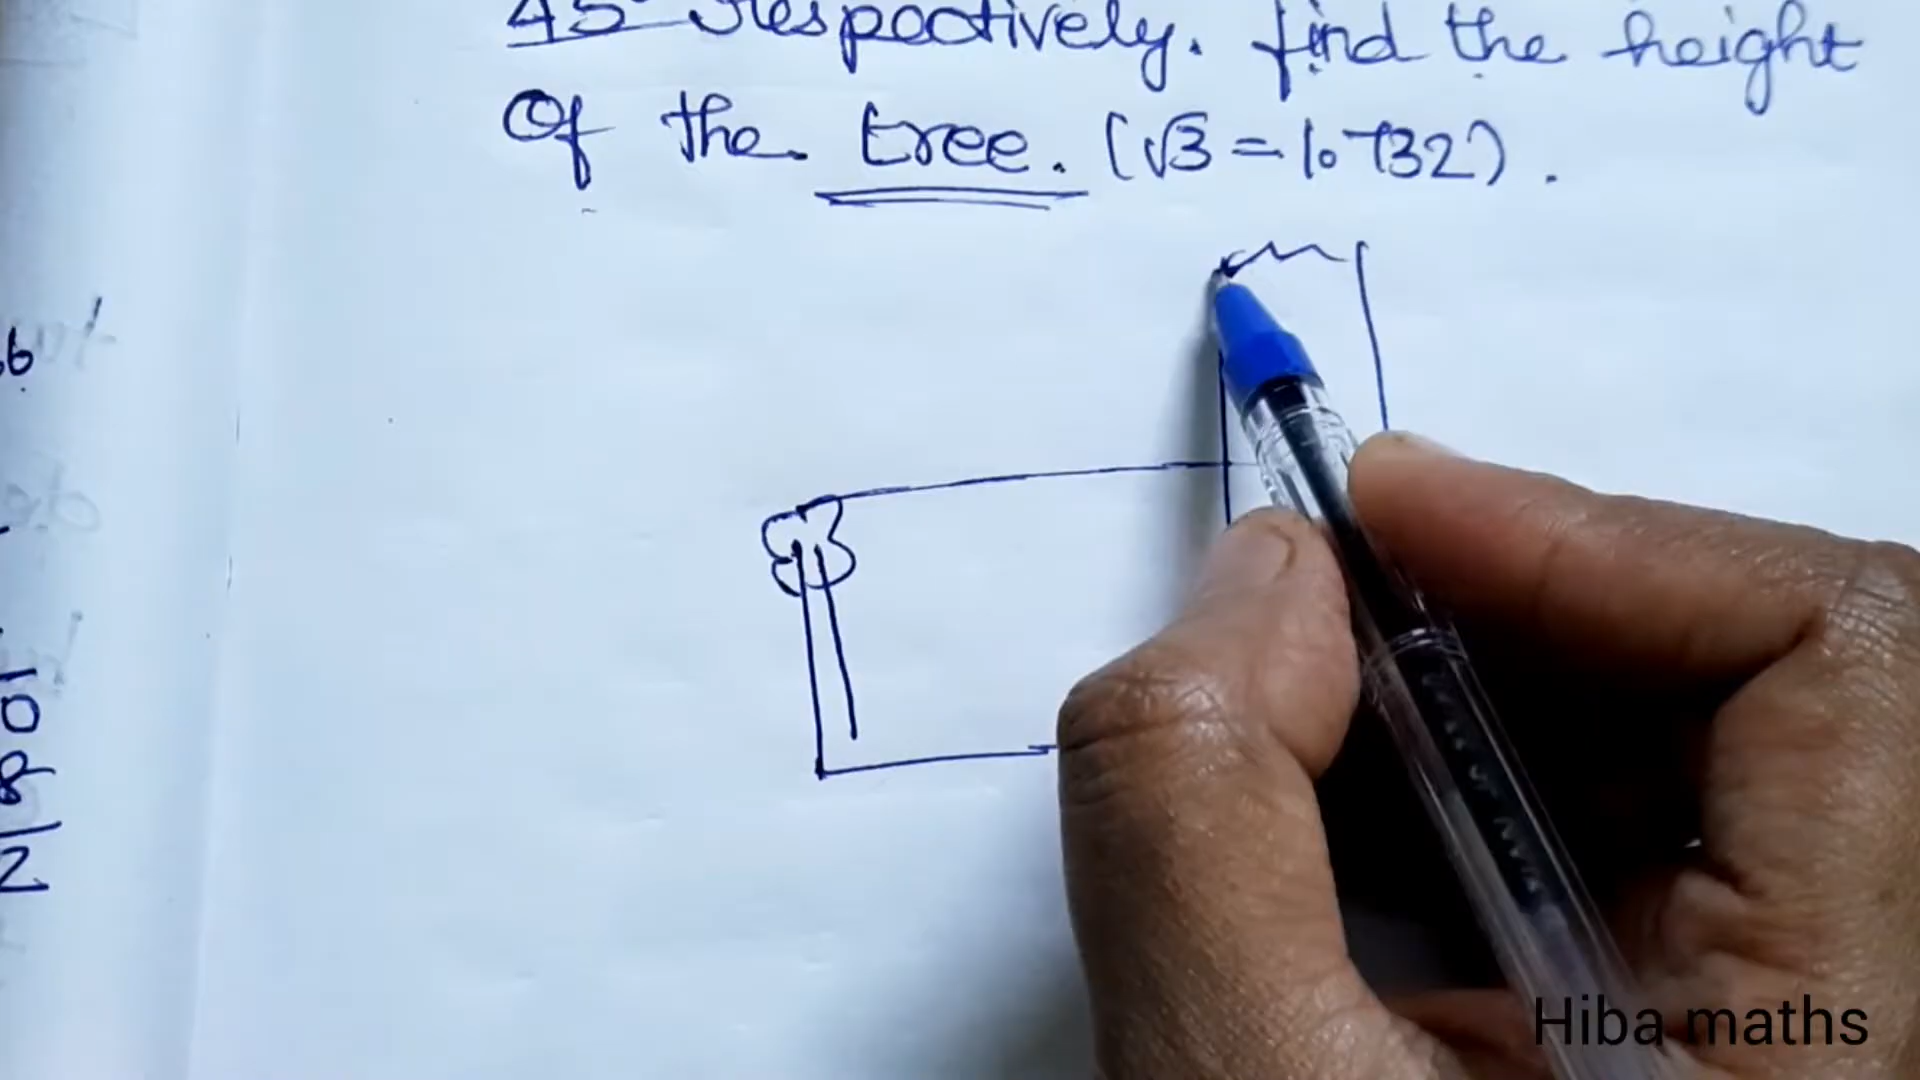 45° respectively. find the height
Of the tree. (√3 = 1.732).
Hiba maths